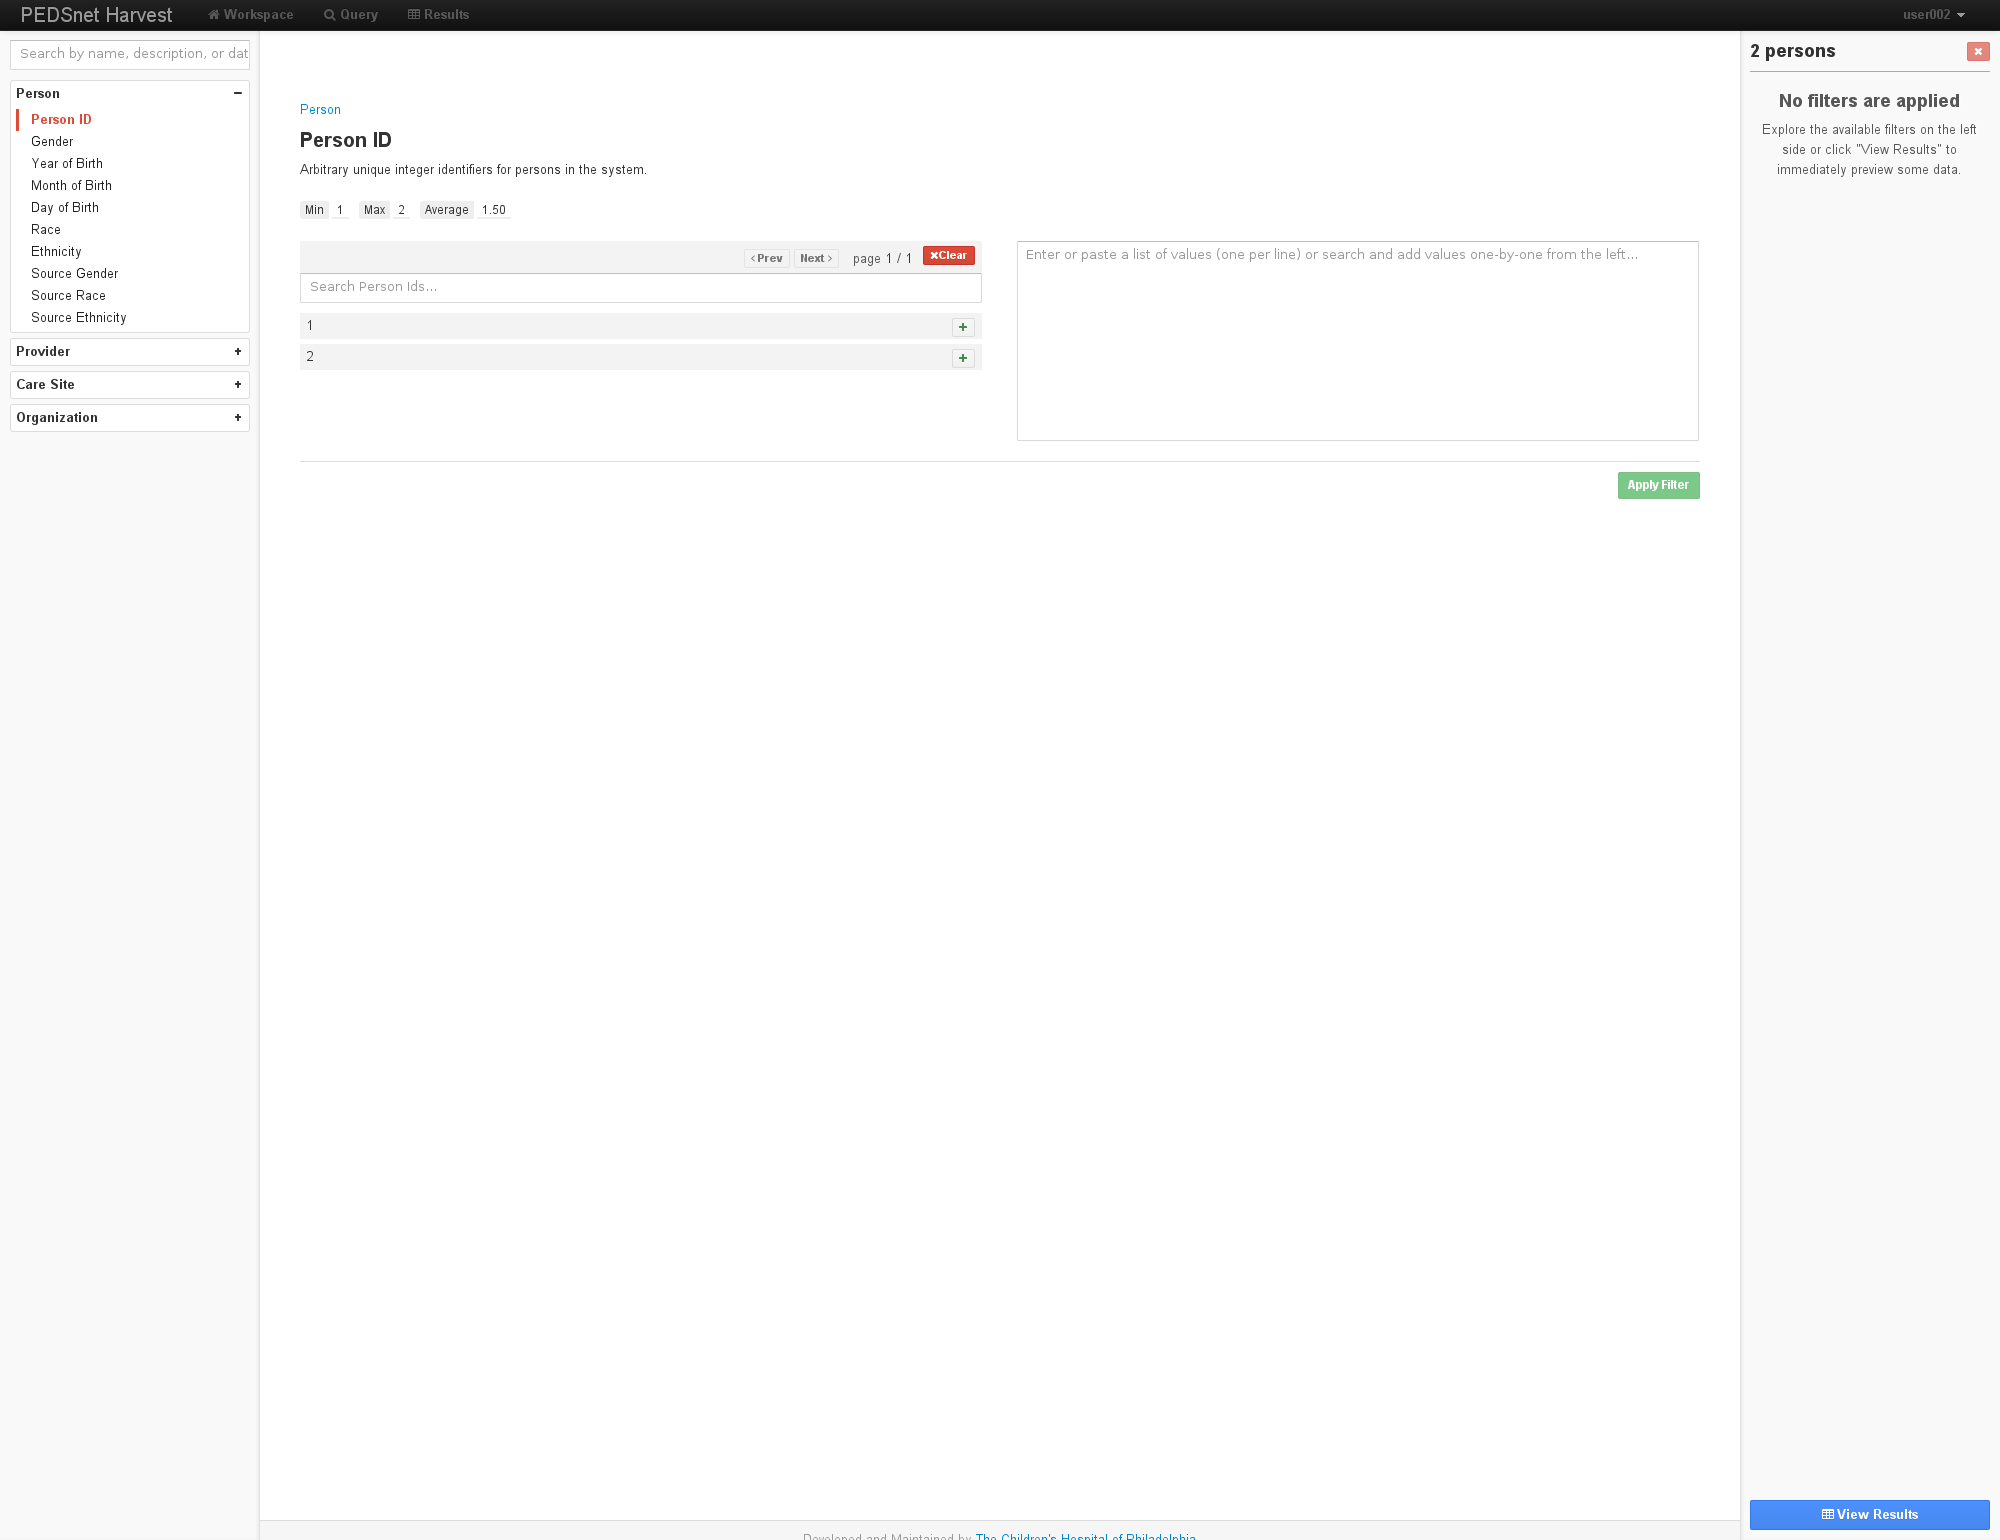 PEDSnet Harvest Workspace Query Results user002
Search by name, description, or dat
Person
Person ID
Gender
Year of Birth
Month of Birth
Day of Birth
Race
Ethnicity
Source Gender
Source Race
Source Ethnicity
Provider
Care Site
Organization
Person
Person ID
Arbitrary unique integer identifiers for persons in the system.
Min 1 Max 2 Average 1.50
Prev Next page 1 / 1 Clear
Search Person Ids...
1
2
Enter or paste a list of values (one per line) or search and add values one-by-one from the left...
Apply Filter
2 persons
No filters are applied
Explore the available filters on the left
side or click "View Results" to
immediately preview some data.
View Results
Developed and Maintained by The Children's Hospital of Philadelphia